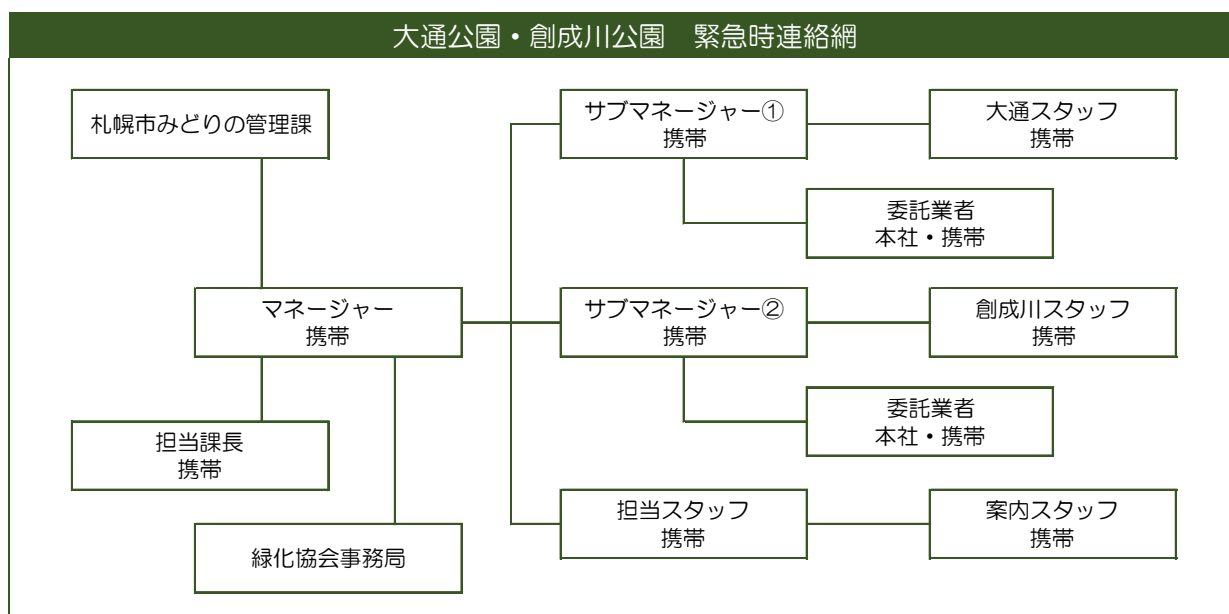 大通公園・創成川公園　緊急時連絡網
札幌市みどりの管理課
サブマネージャー①
携帯
大通スタッフ
携帯
委託業者
本社・携帯
マネージャー
携帯
サブマネージャー②
携帯
創成川スタッフ
携帯
委託業者
本社・携帯
担当課長
携帯
緑化協会事務局
担当スタッフ
携帯
案内スタッフ
携帯